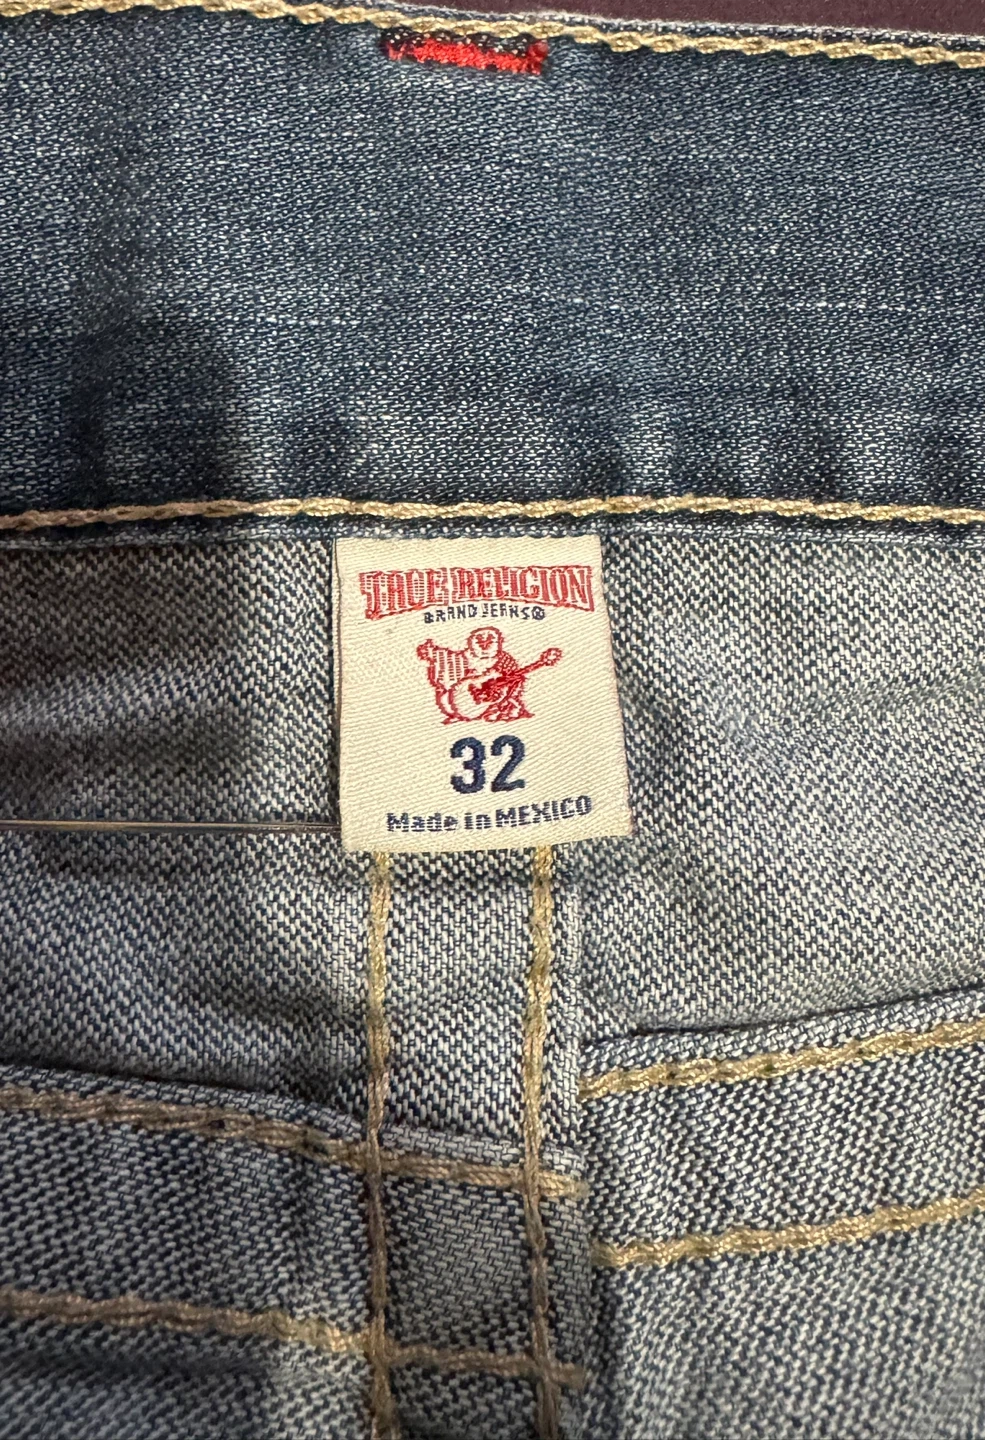 TRUE RELIGION
BRAND JEANS®
32
Made in MEXICO